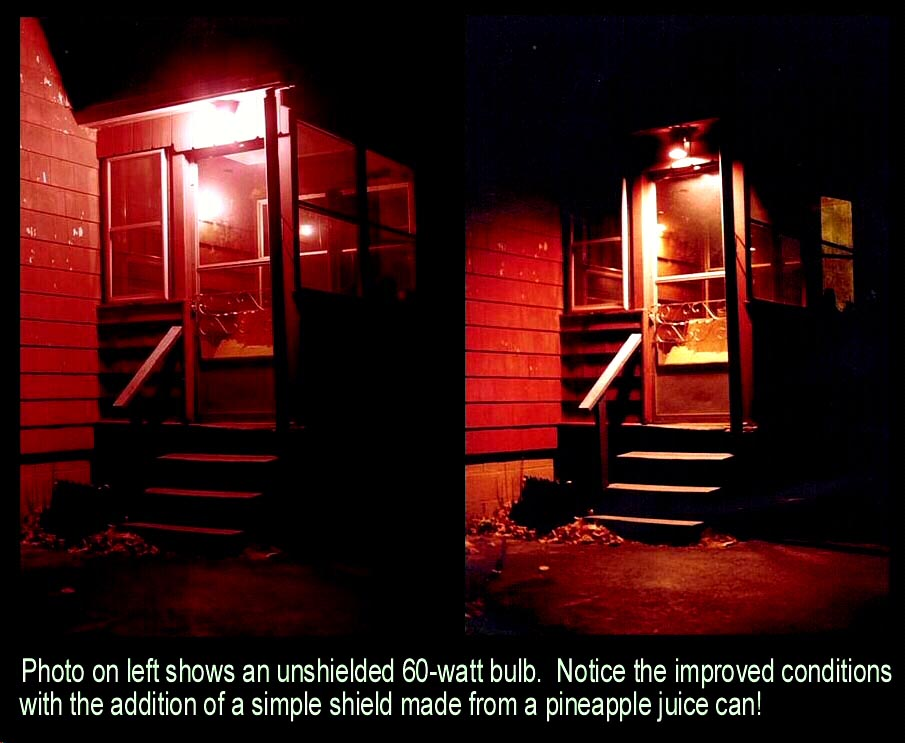 Photo on left shows an unshielded 60-watt bulb. Notice the improved conditions
with the addition of a simple shield made from a pineapple juice can!